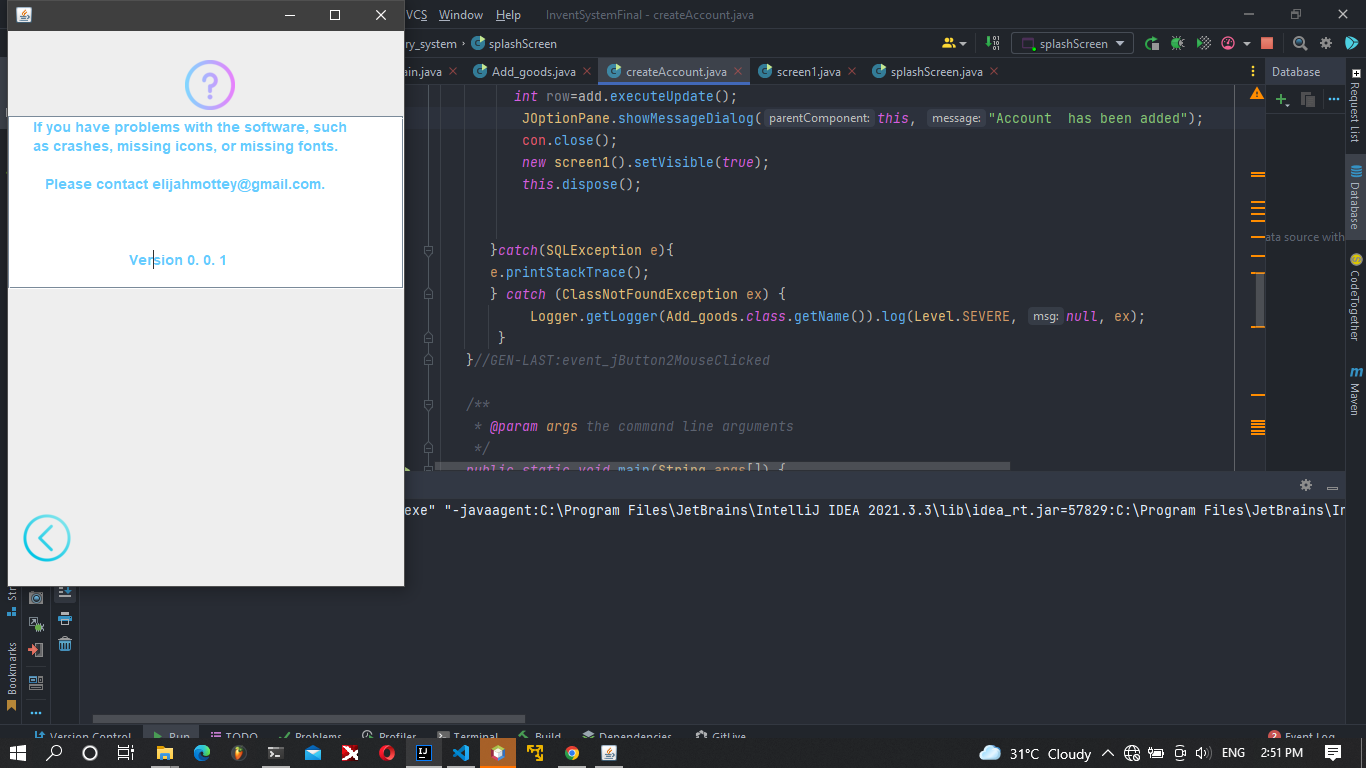 VCS Window Help InventSystemFinal - createAccount.java
ry_system › splashScreen splashScreen
ain.java Add_goods.java createAccount.java screen1.java splashScreen.java Database
If you have problems with the software, such
as crashes, missing icons, or missing fonts.
Please contact elijahmottey@gmail.com.
Version 0. 0. 1
int row=add.executeUpdate();
JOptionPane.showMessageDialog( parentComponent: this, message: "Account  has been added");
con.close();
new screen1().setVisible(true);
this.dispose();
}catch(SQLException e){
e.printStackTrace();
} catch (ClassNotFoundException ex) {
Logger.getLogger(Add_goods.class.getName()).log(Level.SEVERE, msg: null, ex);
}
}//GEN-LAST:event_jButton2MouseClicked
/**
* @param args the command line arguments
*/
public static void main(String args[]) {
ata source with
Request List
Database
CodeTogether
Maven
exe" "-javaagent:C:\Program Files\JetBrains\IntelliJ IDEA 2021.3.3\lib\idea_rt.jar=57829:C:\Program Files\JetBrains\In
Bookmarks
Version Control Run TODO Problems Profiler Terminal Build Dependencies GitLive Event Log
31°C Cloudy ENG 2:51 PM